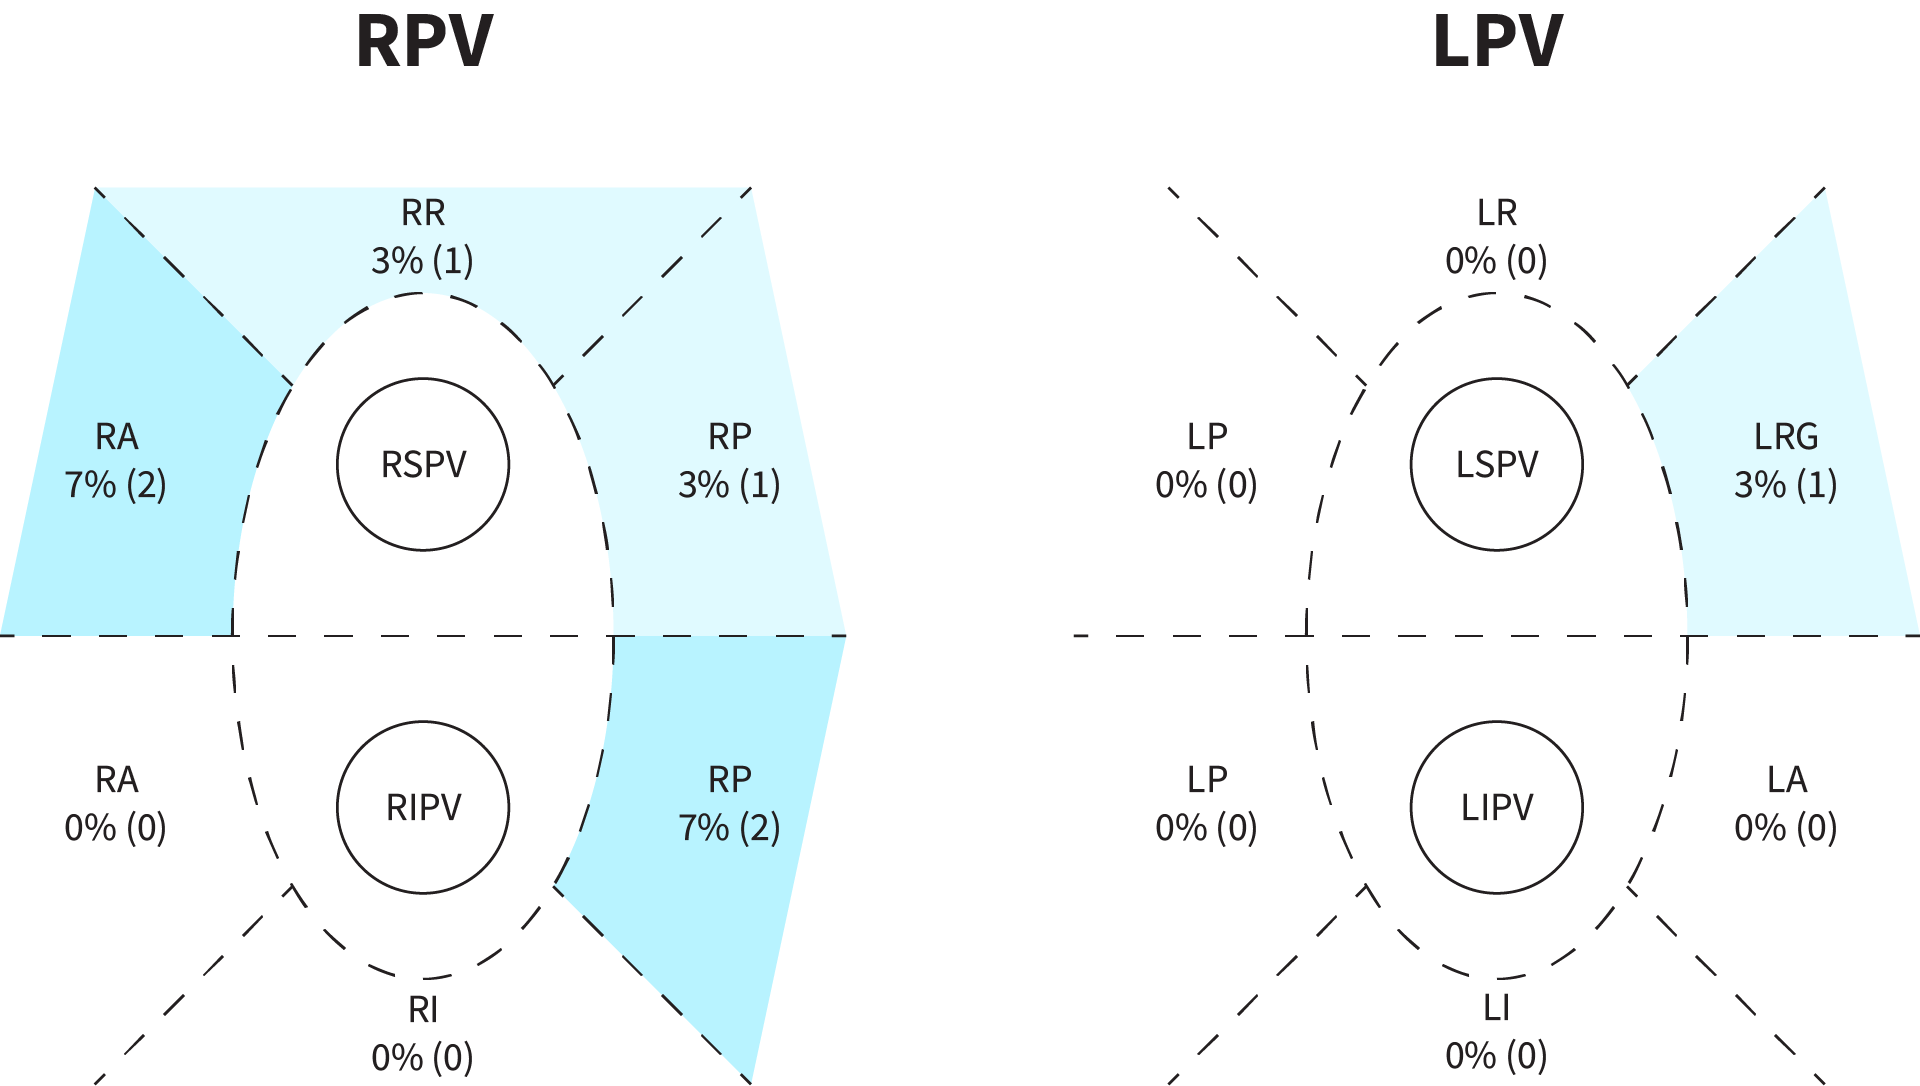 RPV
RR
3% (1)
RA
7% (2)
RSPV
RP
3% (1)
RA
0% (0)
RIPV
RP
7% (2)
RI
0% (0)
LPV
LR
0% (0)
LP
0% (0)
LSPV
LRG
3% (1)
LP
0% (0)
LIPV
LA
0% (0)
LI
0% (0)